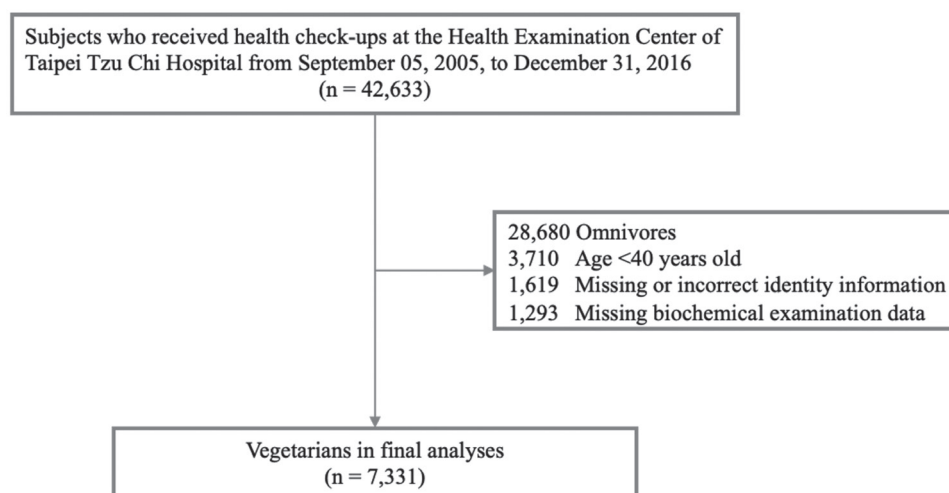 Subjects who received health check-ups at the Health Examination Center of
Taipei Tzu Chi Hospital from September 05, 2005, to December 31, 2016
(n = 42,633)
28,680 Omnivores
3,710 Age <40 years old
1,619 Missing or incorrect identity information
1,293 Missing biochemical examination data
Vegetarians in final analyses
(n = 7,331)